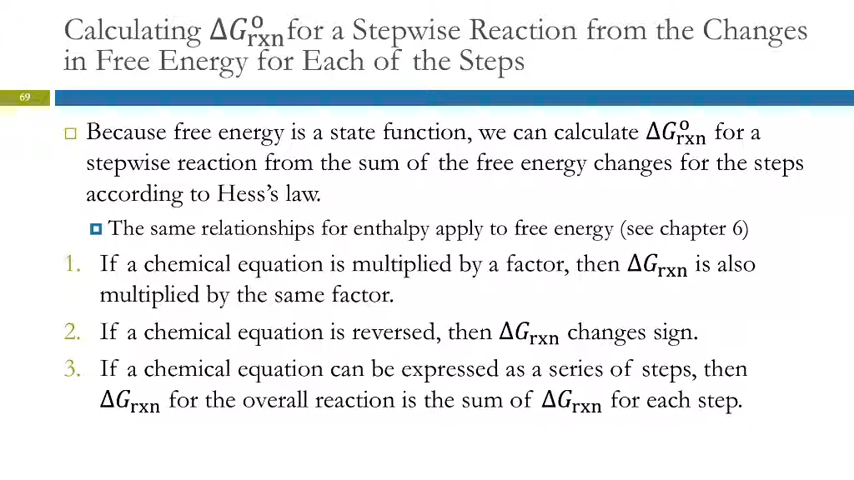 Calculating ΔG°rxn for a Stepwise Reaction from the Changes
in Free Energy for Each of the Steps
69
Because free energy is a state function, we can calculate ΔG°rxn for a
stepwise reaction from the sum of the free energy changes for the steps
according to Hess's law.
The same relationships for enthalpy apply to free energy (see chapter 6)
1. If a chemical equation is multiplied by a factor, then ΔGrxn is also
multiplied by the same factor.
2. If a chemical equation is reversed, then ΔGrxn changes sign.
3. If a chemical equation can be expressed as a series of steps, then
ΔGrxn for the overall reaction is the sum of ΔGrxn for each step.